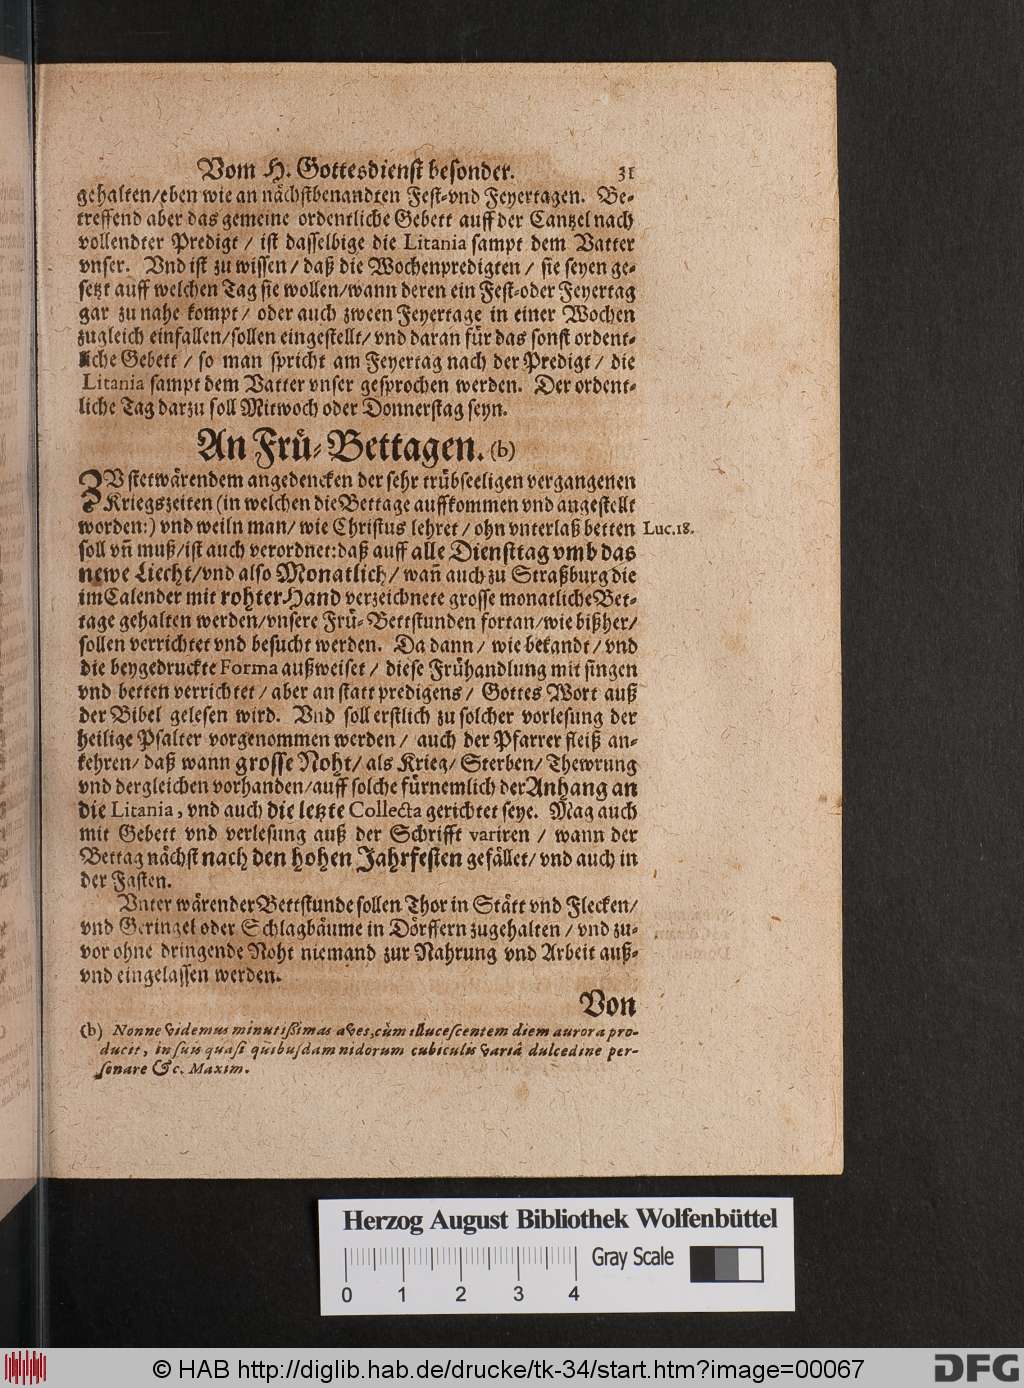 Vom H. Gottesdienst besonder. 31
gehalten/eben wie an nächstbenandten Fest-vnd Feyertagen. Be-
treffend aber das gemeine ordentliche Gebett auff der Cantzel nach
vollendter Predigt / ist dasselbige die Litania sampt dem Vatter
vnser. Vnd ist zu wissen / daß die Wochenpredigten / sie seyen ge-
setzt auff welchen Tag sie wollen/wann deren ein Fest-oder Feyertag
gar zu nahe kompt/ oder auch zween Feyertage in einer Wochen
zugleich einfallen/sollen eingestellt/ vnd daran für das sonst ordent-
liche Gebett / so man spricht am Feyertag nach der Predigt / die
Litania sampt dem Vatter vnser gesprochen werden. Der ordent-
liche Tag darzu soll Mitwoch oder Donnerstag seyn.
An Frü-Bettagen. (b)
ZV stetwärendem angedencken der sehr trübseeligen vergangenen
Kriegszeiten (in welchen die Bettage auffkommen vnd angestellt
worden:) vnd weiln man/ wie Christus lehret/ ohn vnterlaß betten Luc.18.
soll vñ muß/ist auch verordnet:daß auff alle Diensttag vmb das
newe Liecht/vnd also Monatlich/ wañ auch zu Straßburg die
im Calender mit rohter Hand verzeichnete grosse monatliche Bet-
tage gehalten werden/vnsere Frü-Bettstunden fortan/wie bißher/
sollen verrichtet vnd besucht werden. Da dann / wie bekandt / vnd
die beygedruckte Forma außweiset / diese Frühandlung mit singen
vnd betten verrichtet / aber an statt predigens / Gottes Wort auß
der Bibel gelesen wird. Vnd soll erstlich zu solcher vorlesung der
heilige Psalter vorgenommen werden / auch der Pfarrer fleiß an-
kehren/ daß wann grosse Noht/ als Krieg/ Sterben/ Thewrung
vnd dergleichen vorhanden/auff solche fürnemlich der Anhang an
die Litania, vnd auch die letzte Collecta gerichtet seye. Mag auch
mit Gebett vnd verlesung auß der Schrifft variren / wann der
Bettag nächst nach den hohen Jahrfesten gefället/ vnd auch in
der Fasten.
Vnter wärender Bettstunde sollen Thor in Stätt vnd Flecken/
vnd Geringel oder Schlagbäume in Dörffern zugehalten / vnd zu-
vor ohne dringende Noht niemand zur Nahrung vnd Arbeit auß-
vnd eingelassen werden.
Von
(b) Nonne videmus minutißimas aves, cùm illucescentem diem aurora pro-
ducit, in suis quasi quibusdam nidorum cubiculis variâ dulcedine per-
sonare &c. Maxim.
Herzog August Bibliothek Wolfenbüttel
Gray Scale
0 1 2 3 4
© HAB http://diglib.hab.de/drucke/tk-34/start.htm?image=00067
DFG